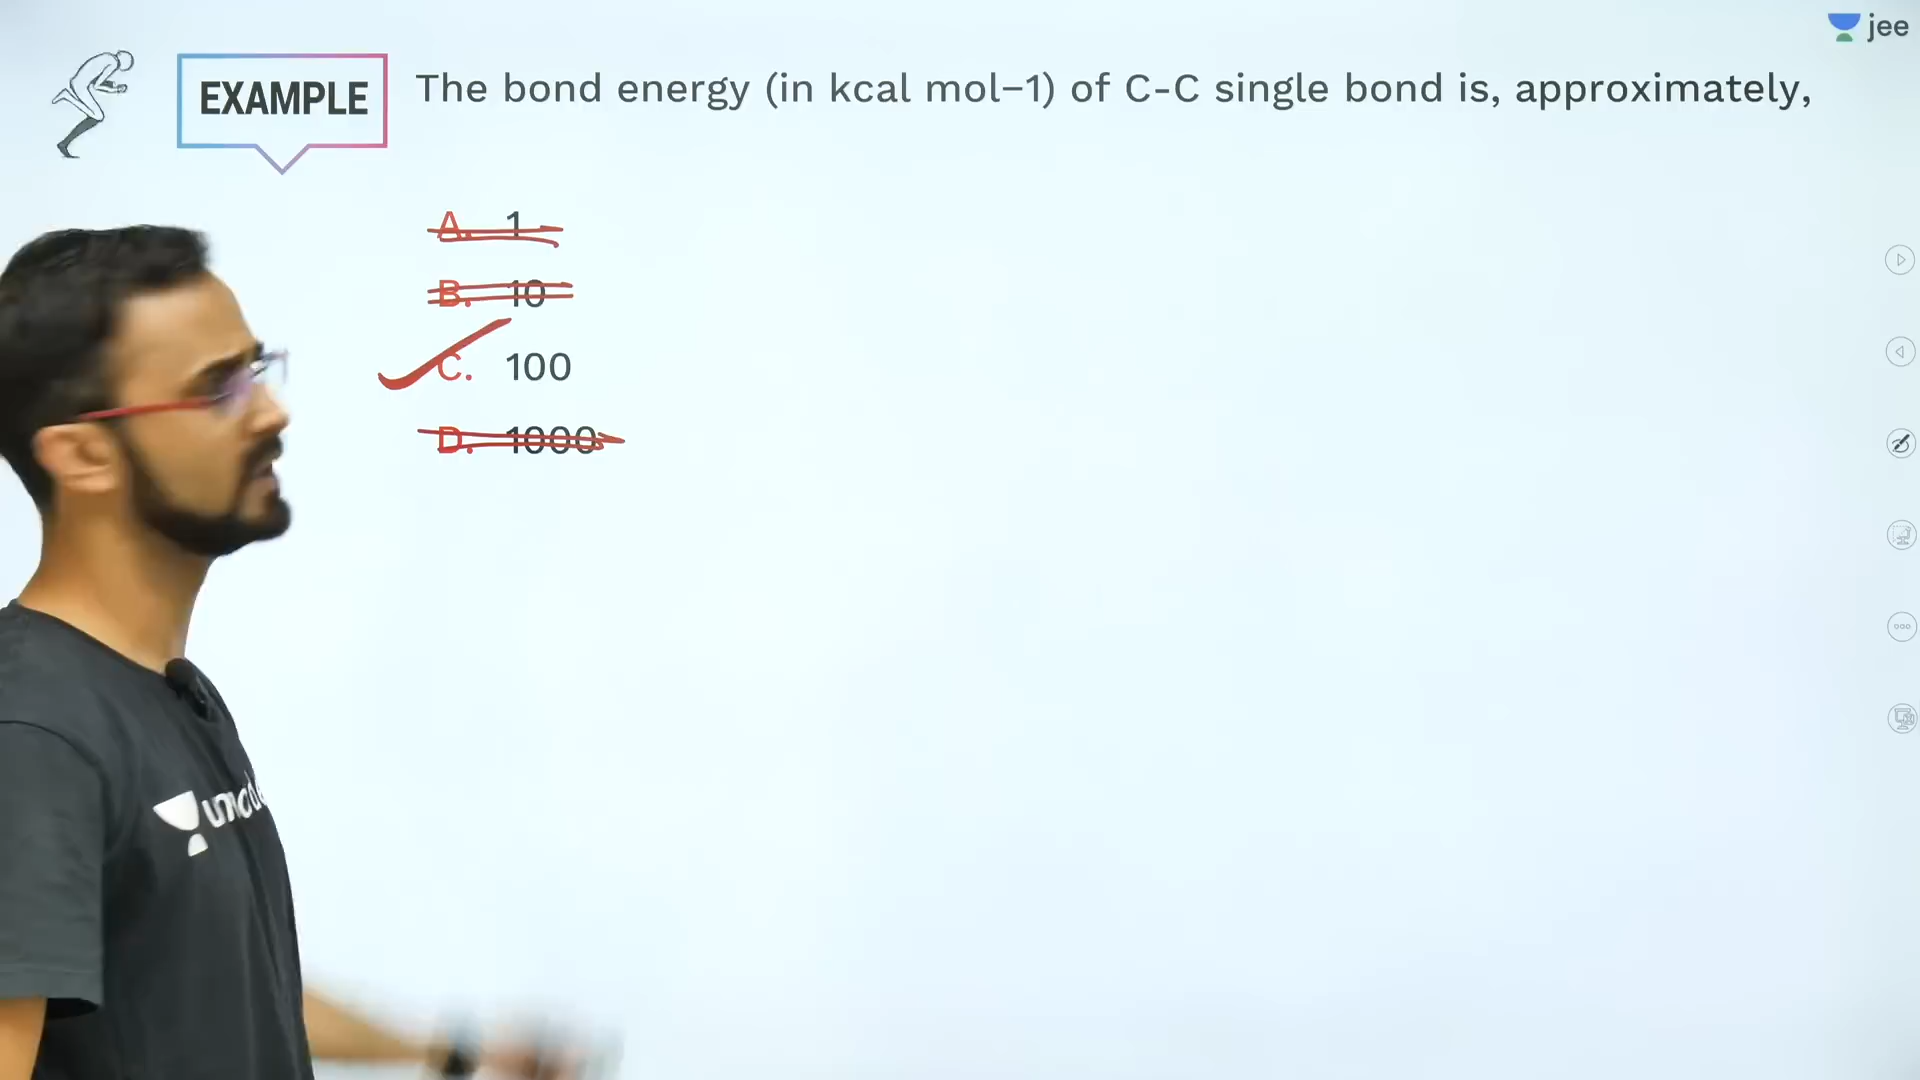 jee
EXAMPLE
The bond energy (in kcal mol–1) of C-C single bond is, approximately,
A. 1
B. 10
C. 100
D. 1000